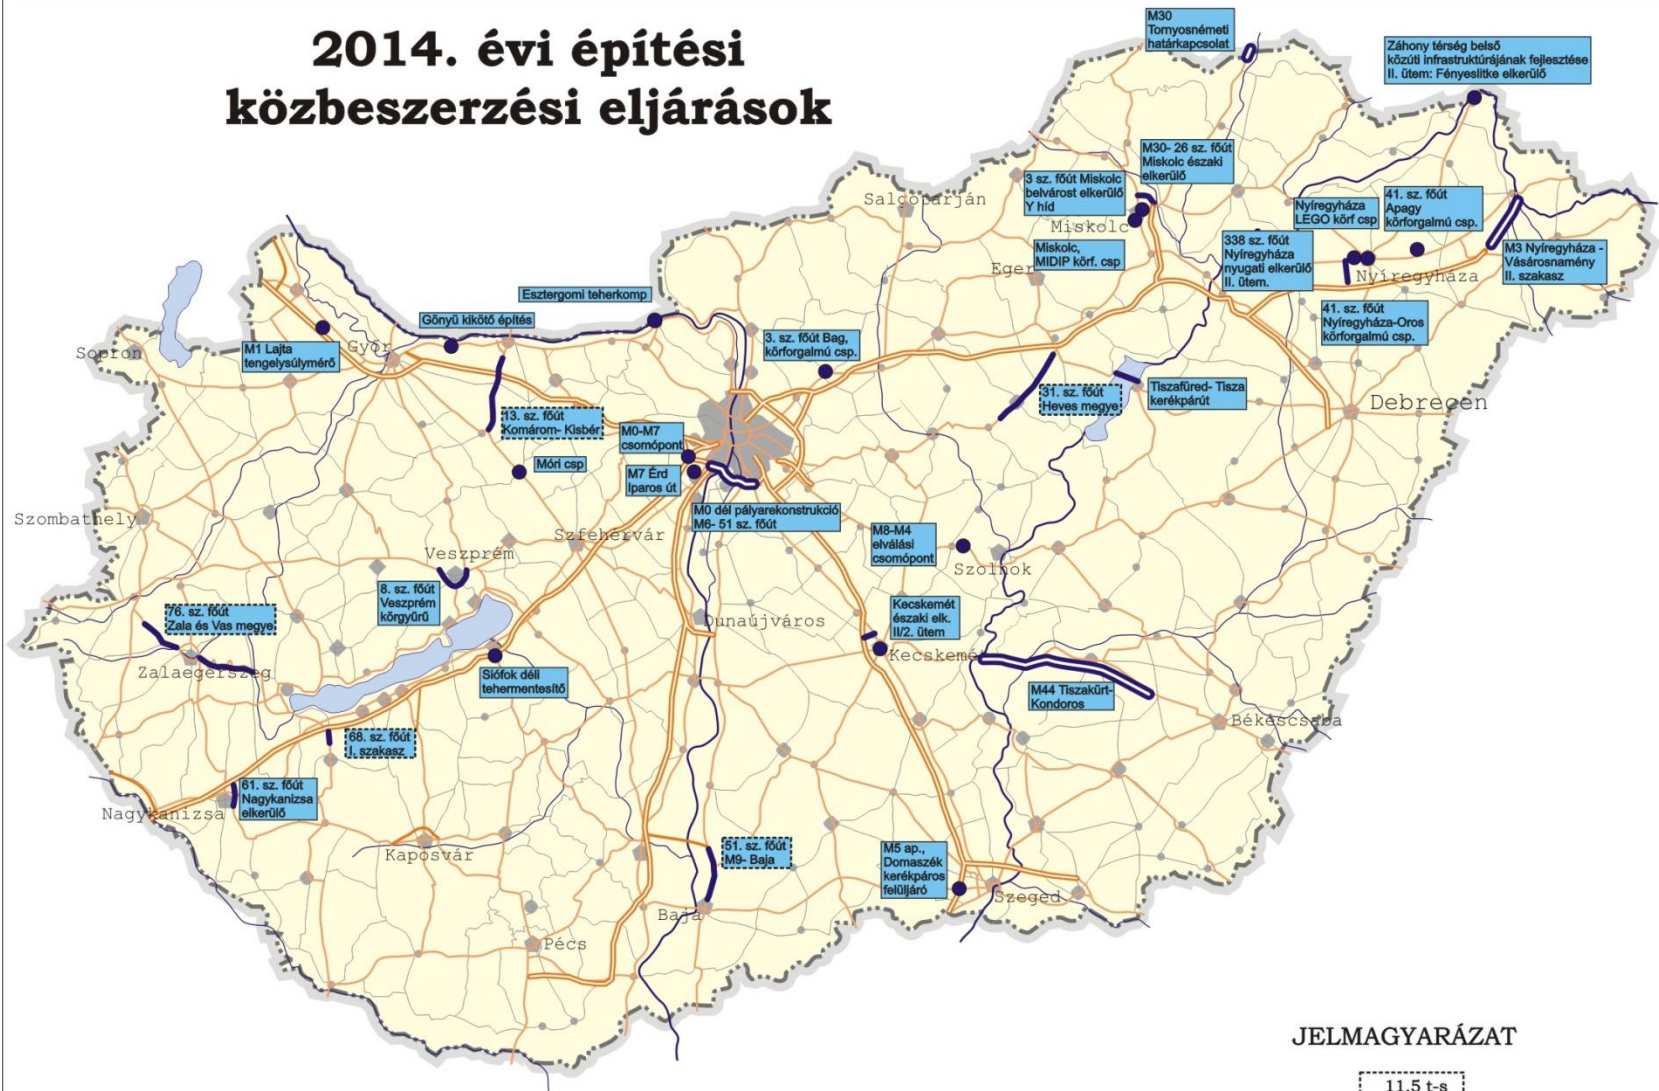 2014. évi építési
közbeszerzési eljárások
M30
Tornyosnémeti
határkapcsolat
Záhony térség belső
közúti infrastruktúrájának fejlesztése
II. ütem: Fényeslitke elkerülő
M30- 26 sz. főút
Miskolc északi
elkerülő
3 sz. főút Miskolc
belvárost elkerülő
Y híd
Nyíregyháza
LEGO körf csp
41. sz. főút
Apagy
körforgalmú csp.
Salgótarján
Miskolc
Miskolc,
MIDIP körf. csp
338 sz. főút
Nyíregyháza
nyugati elkerülő
II. ütem.
M3 Nyíregyháza -
Vásárosnamény
II. szakasz
Eger
Nyíregyháza
41. sz. főút
Nyíregyháza-Oros
körforgalmú csp.
Esztergomi teherkomp
Gönyű kikötő építés
3. sz. főút Bag,
körforgalmú csp.
M1 Lajta
tengelysúlymérő
Győr
Sopron
31. sz. főút
Heves megye
Tiszafüred- Tisza
kerékpárút
Debrecen
13. sz. főút
Komárom- Kisbér
M0-M7
csomópont
Móri csp
M7 Érd
Iparos út
M0 dél pályarekonstrukció
M6- 51 sz. főút
Szombathely
Szfehérvár
Veszprém
M8-M4
elválási
csomópont
Szolnok
8. sz. főút
Veszprém
körgyűrű
76. sz. főút
Zala és Vas megye
Kecskemét
északi elk.
II/2. ütem
Dunaújváros
Kecskemét
Zalaegerszeg
Siófok déli
tehermentesítő
M44 Tiszakürt-
Kondoros
Békéscsaba
68. sz. főút
I. szakasz
61. sz. főút
Nagykanizsa
elkerülő
Nagykanizsa
Kaposvár
51. sz. főút
M9- Baja
M5 ap.,
Domaszék
kerékpáros
felüljáró
Szeged
Baja
Pécs
JELMAGYARÁZAT
11,5 t-s